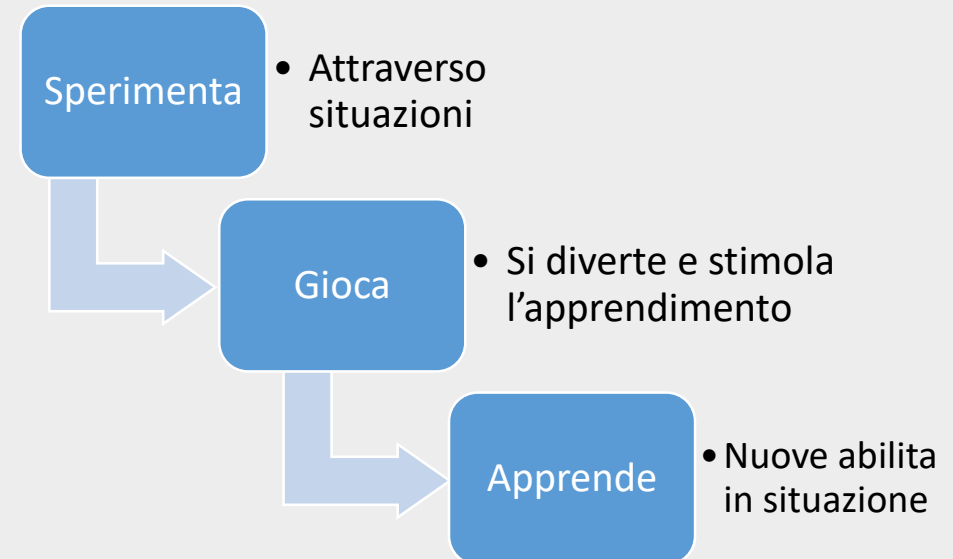 Sperimenta
• Attraverso
situazioni
Gioca
• Si diverte e stimola
l’apprendimento
Apprende
• Nuove abilita
in situazione